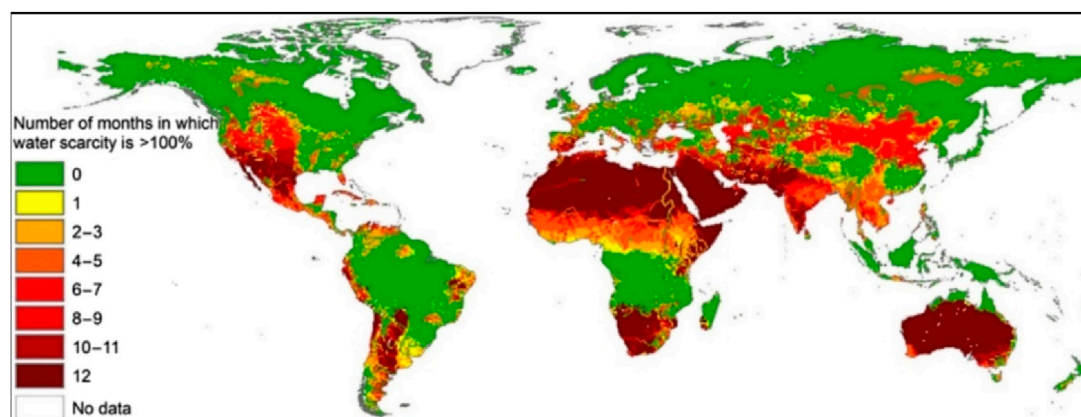 Number of months in which
water scarcity is >100%
0
1
2–3
4–5
6–7
8–9
10–11
12
No data